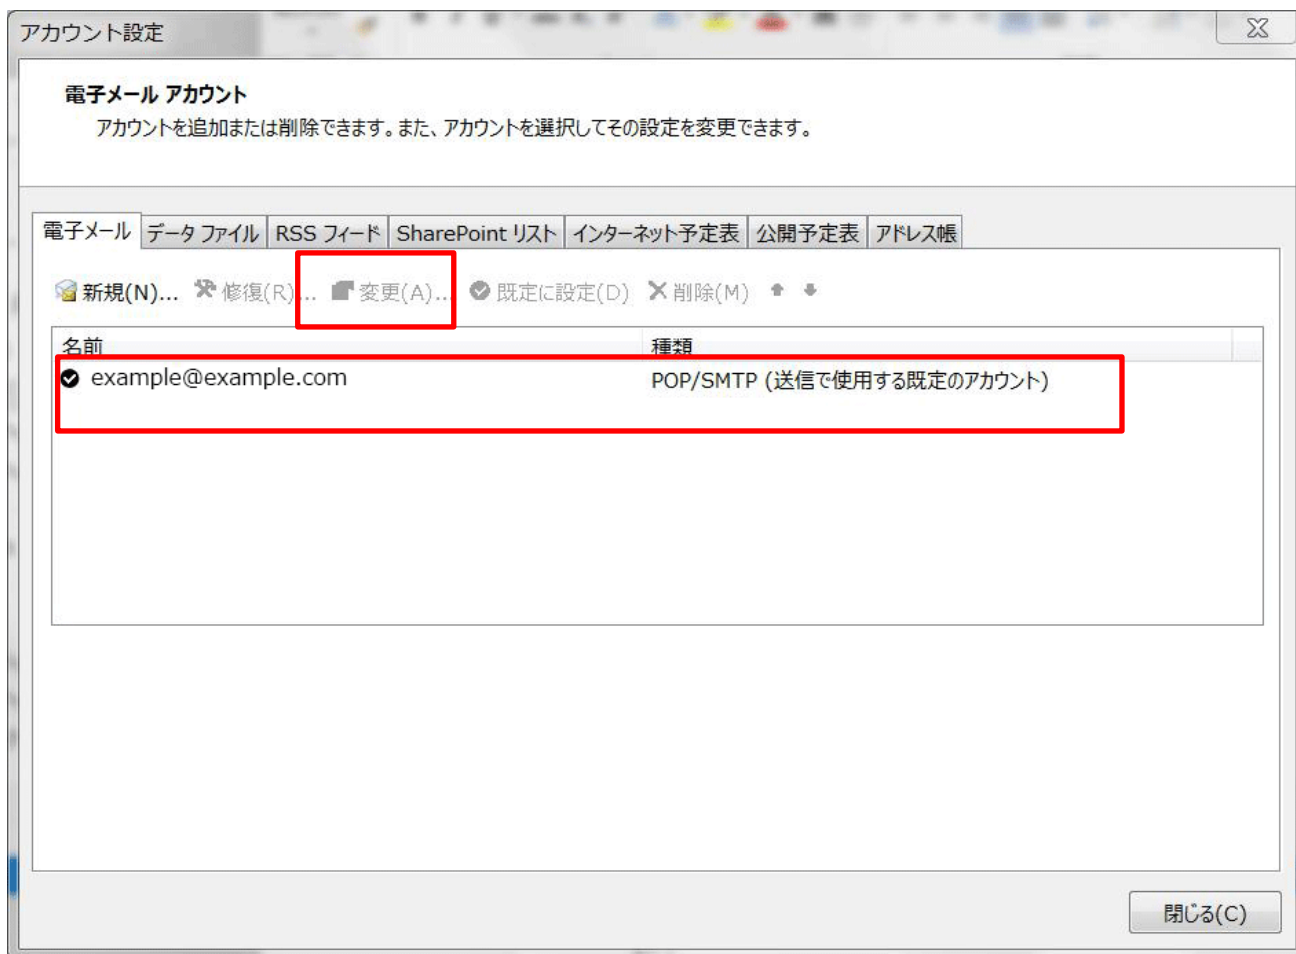 アカウント設定
電子メール アカウント
アカウントを追加または削除できます。また、アカウントを選択してその設定を変更できます。
電子メール データ ファイル RSS フィード SharePoint リスト インターネット予定表 公開予定表 アドレス帳
新規(N)... 修復(R)... 変更(A)... 既定に設定(D) 削除(M)
名前 種類
example@example.com POP/SMTP (送信で使用する既定のアカウント)
閉じる(C)